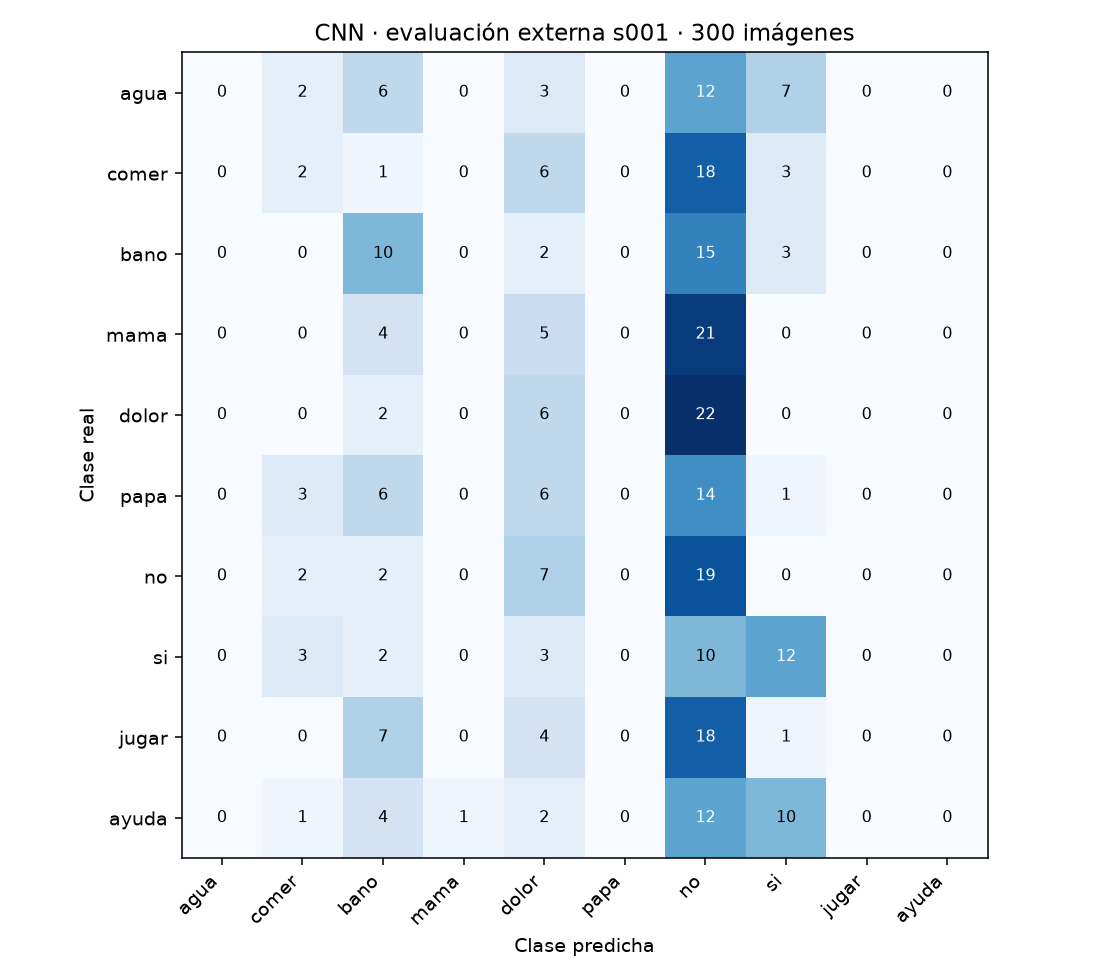 CNN · evaluación externa s001 · 300 imágenes
agua 0 2 6 0 3 0 12 7 0 0
comer 0 2 1 0 6 0 18 3 0 0
bano 0 0 10 0 2 0 15 3 0 0
mama 0 0 4 0 5 0 21 0 0 0
dolor 0 0 2 0 6 0 22 0 0 0
papa 0 3 6 0 6 0 14 1 0 0
no 0 2 2 0 7 0 19 0 0 0
si 0 3 2 0 3 0 10 12 0 0
jugar 0 0 7 0 4 0 18 1 0 0
ayuda 0 1 4 1 2 0 12 10 0 0
Clase real
agua comer bano mama dolor papa no si jugar ayuda
Clase predicha